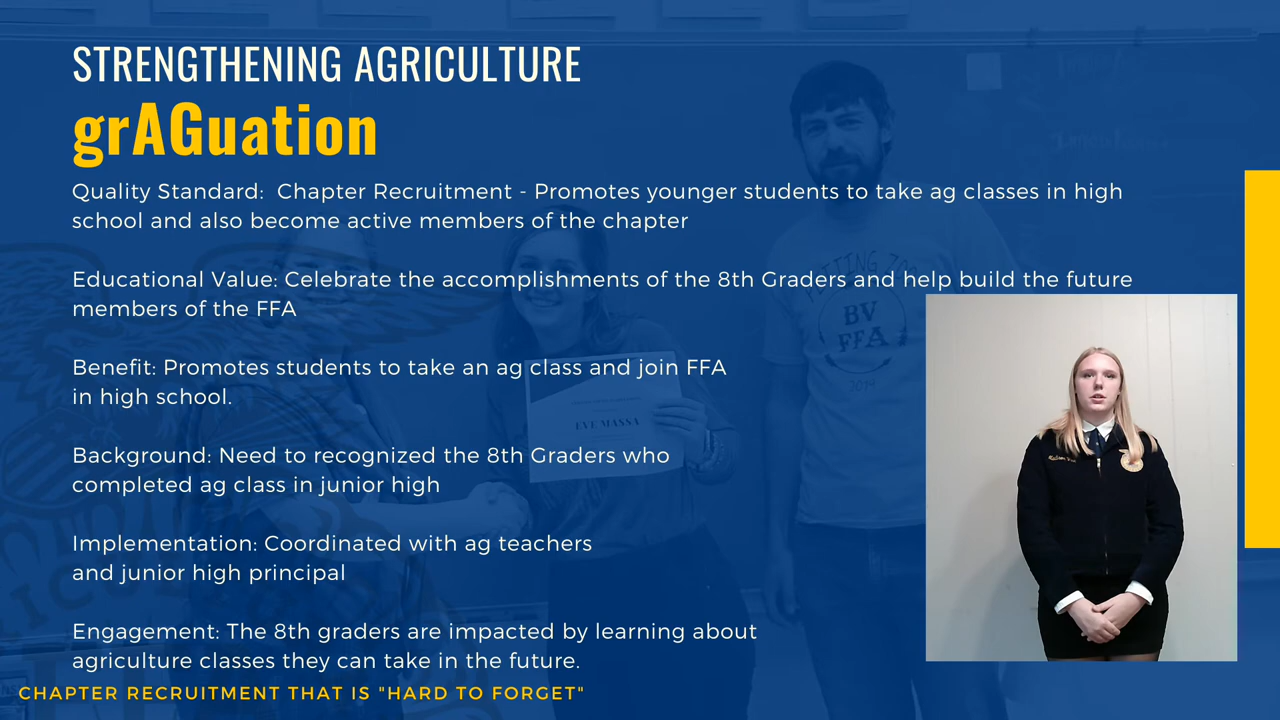 STRENGTHENING AGRICULTURE
grAGuation
Quality Standard:  Chapter Recruitment - Promotes younger students to take ag classes in high
school and also become active members of the chapter
Educational Value: Celebrate the accomplishments of the 8th Graders and help build the future
members of the FFA
Benefit: Promotes students to take an ag class and join FFA
in high school.
Background: Need to recognized the 8th Graders who
completed ag class in junior high
Implementation: Coordinated with ag teachers
and junior high principal
Engagement: The 8th graders are impacted by learning about
agriculture classes they can take in the future.
CHAPTER RECRUITMENT THAT IS "HARD TO FORGET"
BV
FFA
2019
EVE MASSA